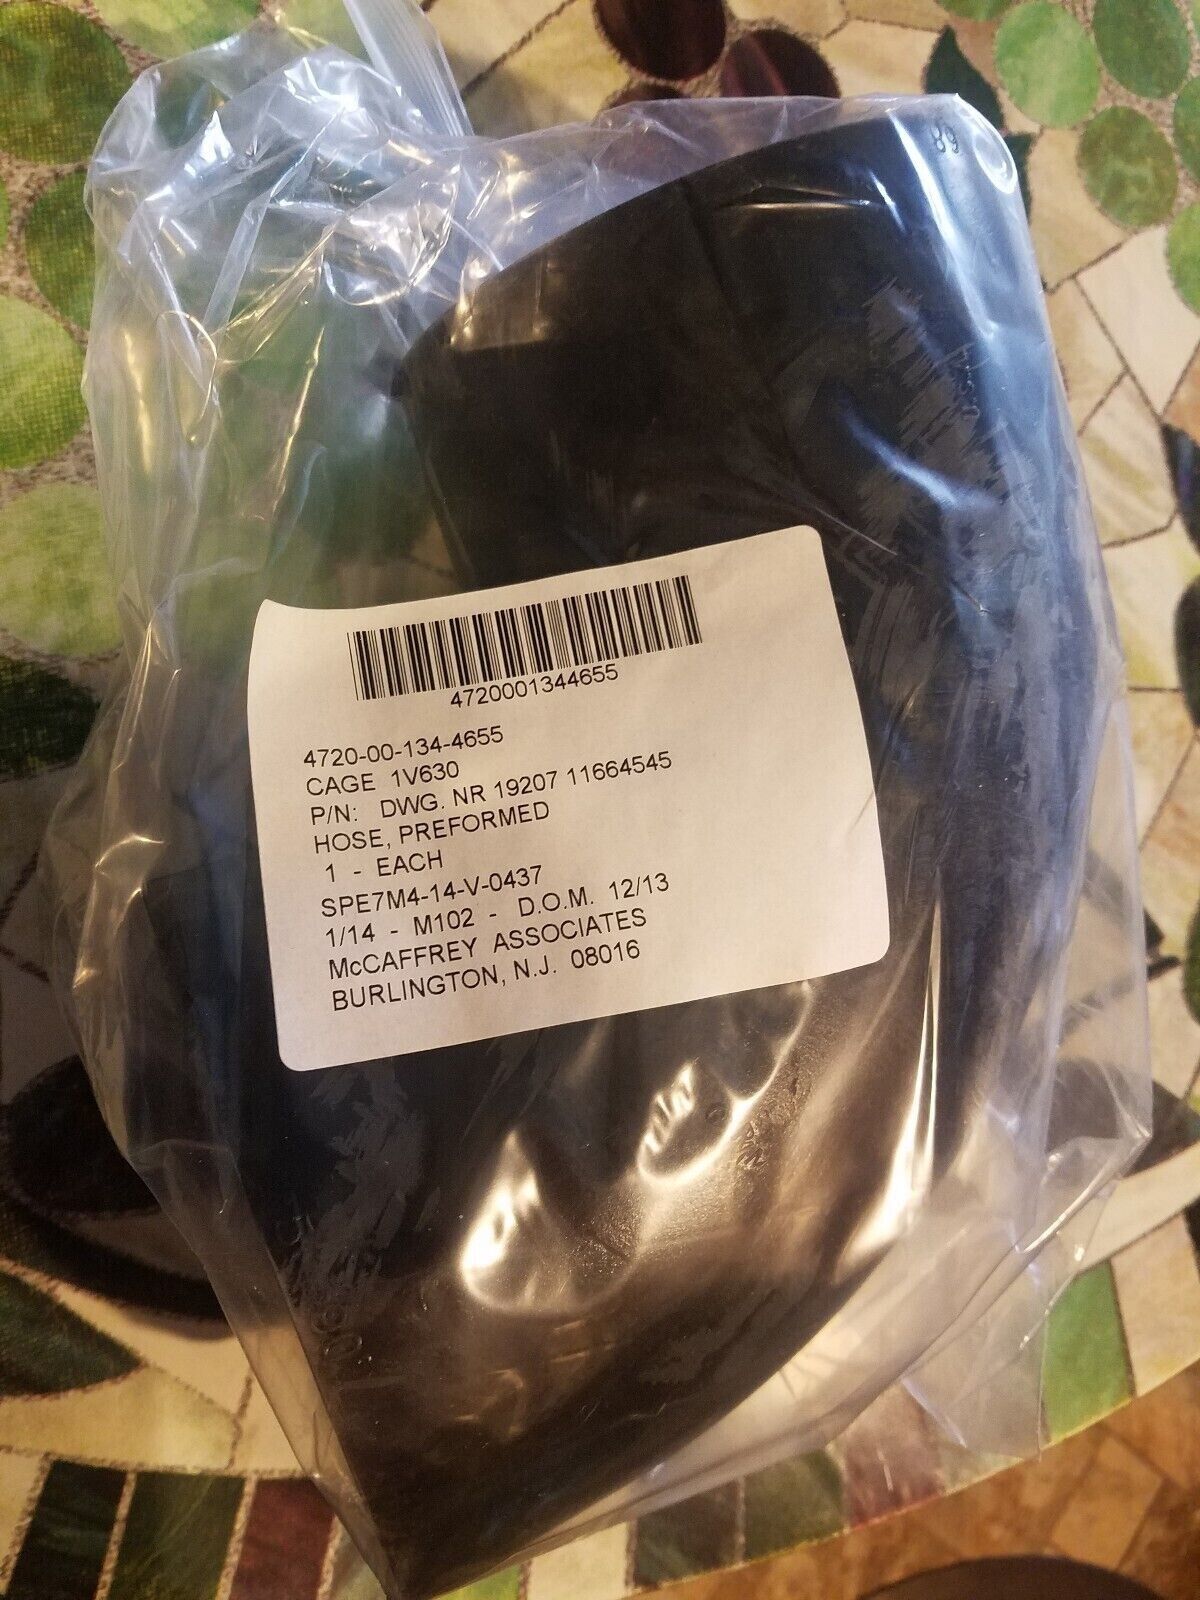 89
U.S.A.
4720001344655
4720-00-134-4655
CAGE 1V630
P/N: DWG. NR 19207 11664545
HOSE, PREFORMED
1 - EACH
SPE7M4-14-V-0437
1/14 - M102 - D.O.M. 12/13
McCAFFREY ASSOCIATES
BURLINGTON, N.J. 08016